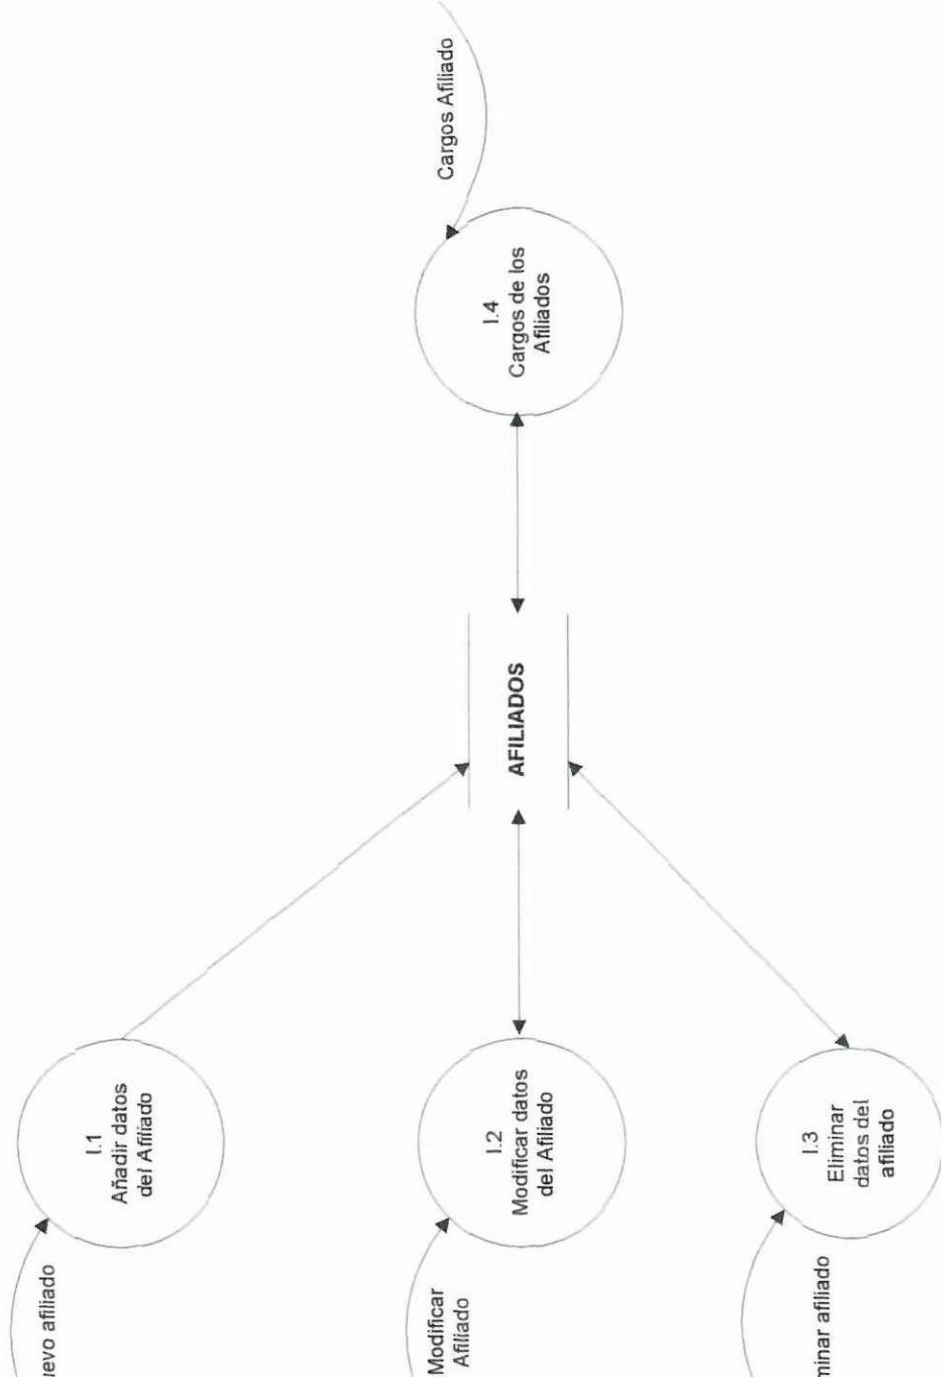 uevo afiliado
I.1
Añadir datos
del Afiliado
Modificar
Afiliado
I.2
Modificar datos
del Afiliado
minar afiliado
I.3
Eliminar
datos del
afiliado
AFILIADOS
I.4
Cargos de los
Afiliados
Cargos Afiliado